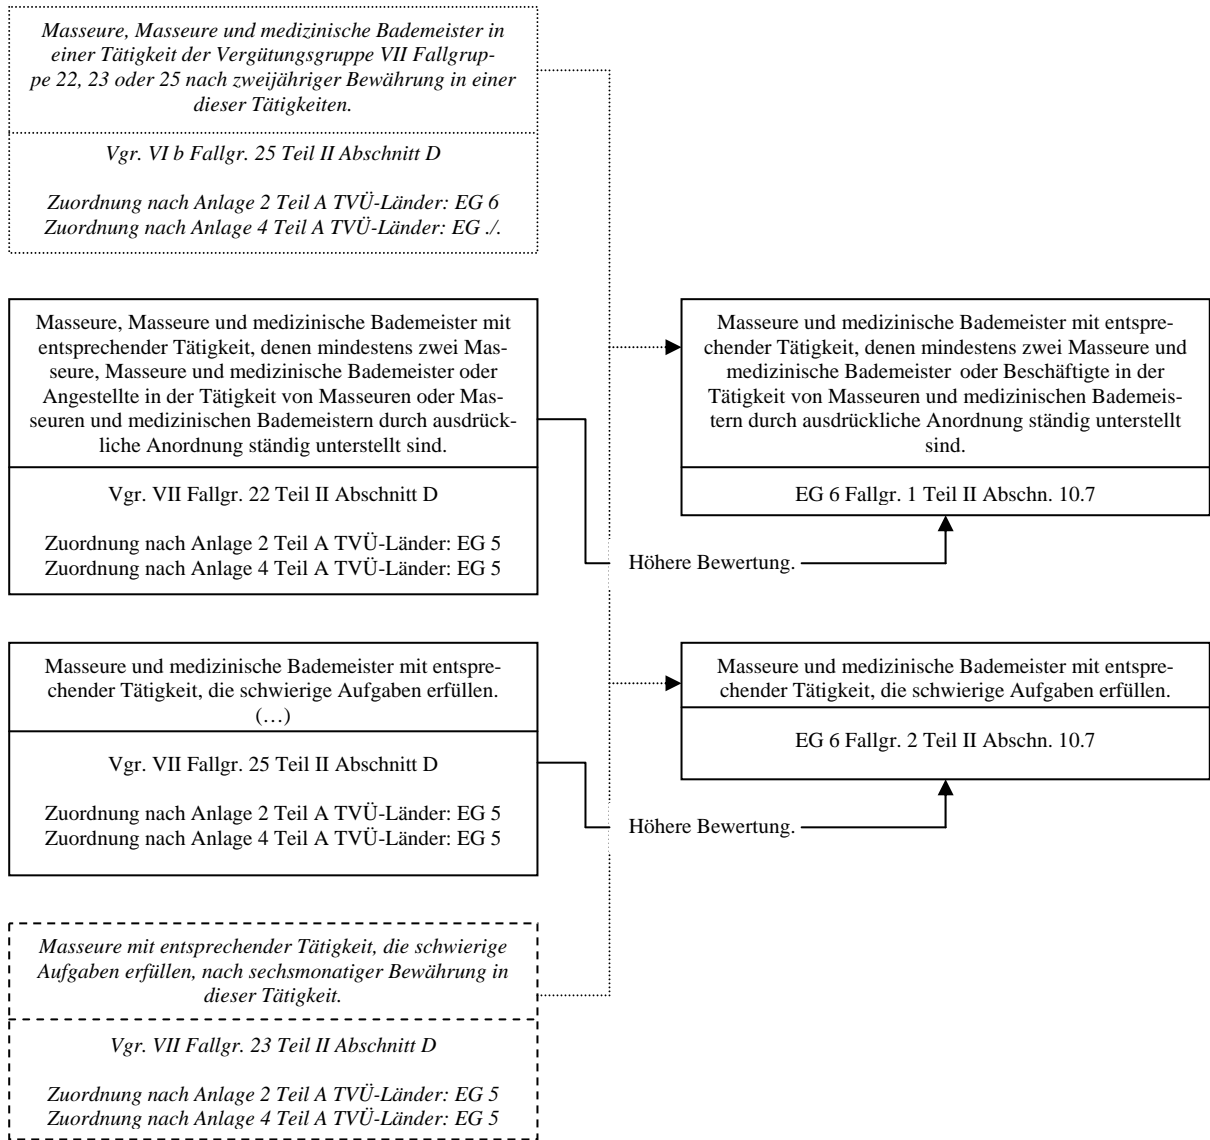 Masseure, Masseure und medizinische Bademeister in
einer Tätigkeit der Vergütungsgruppe VII Fallgrup-
pe 22, 23 oder 25 nach zweijähriger Bewährung in einer
dieser Tätigkeiten.
Vgr. VI b Fallgr. 25 Teil II Abschnitt D
Zuordnung nach Anlage 2 Teil A TVÜ-Länder: EG 6
Zuordnung nach Anlage 4 Teil A TVÜ-Länder: EG ./.
Masseure, Masseure und medizinische Bademeister mit
entsprechender Tätigkeit, denen mindestens zwei Mas-
seure, Masseure und medizinische Bademeister oder
Angestellte in der Tätigkeit von Masseuren oder Mas-
seuren und medizinischen Bademeistern durch ausdrück-
liche Anordnung ständig unterstellt sind.
Vgr. VII Fallgr. 22 Teil II Abschnitt D
Zuordnung nach Anlage 2 Teil A TVÜ-Länder: EG 5
Zuordnung nach Anlage 4 Teil A TVÜ-Länder: EG 5
Masseure und medizinische Bademeister mit entspre-
chender Tätigkeit, denen mindestens zwei Masseure und
medizinische Bademeister oder Beschäftigte in der
Tätigkeit von Masseuren und medizinischen Bademeis-
tern durch ausdrückliche Anordnung ständig unterstellt
sind.
EG 6 Fallgr. 1 Teil II Abschn. 10.7
Höhere Bewertung.
Masseure und medizinische Bademeister mit entspre-
chender Tätigkeit, die schwierige Aufgaben erfüllen.
(…)
Vgr. VII Fallgr. 25 Teil II Abschnitt D
Zuordnung nach Anlage 2 Teil A TVÜ-Länder: EG 5
Zuordnung nach Anlage 4 Teil A TVÜ-Länder: EG 5
Masseure und medizinische Bademeister mit entspre-
chender Tätigkeit, die schwierige Aufgaben erfüllen.
EG 6 Fallgr. 2 Teil II Abschn. 10.7
Höhere Bewertung.
Masseure mit entsprechender Tätigkeit, die schwierige
Aufgaben erfüllen, nach sechsmonatiger Bewährung in
dieser Tätigkeit.
Vgr. VII Fallgr. 23 Teil II Abschnitt D
Zuordnung nach Anlage 2 Teil A TVÜ-Länder: EG 5
Zuordnung nach Anlage 4 Teil A TVÜ-Länder: EG 5